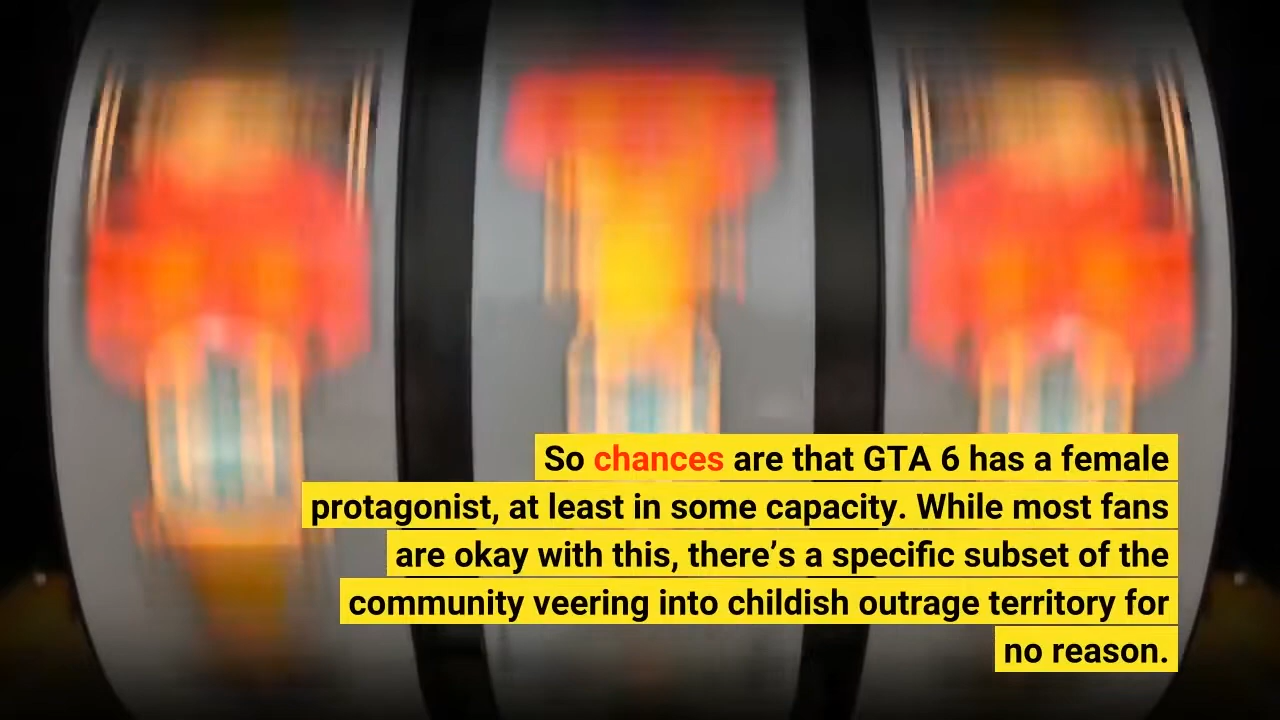 So chances are that GTA 6 has a female
protagonist, at least in some capacity. While most fans
are okay with this, there’s a specific subset of the
community veering into childish outrage territory for
no reason.